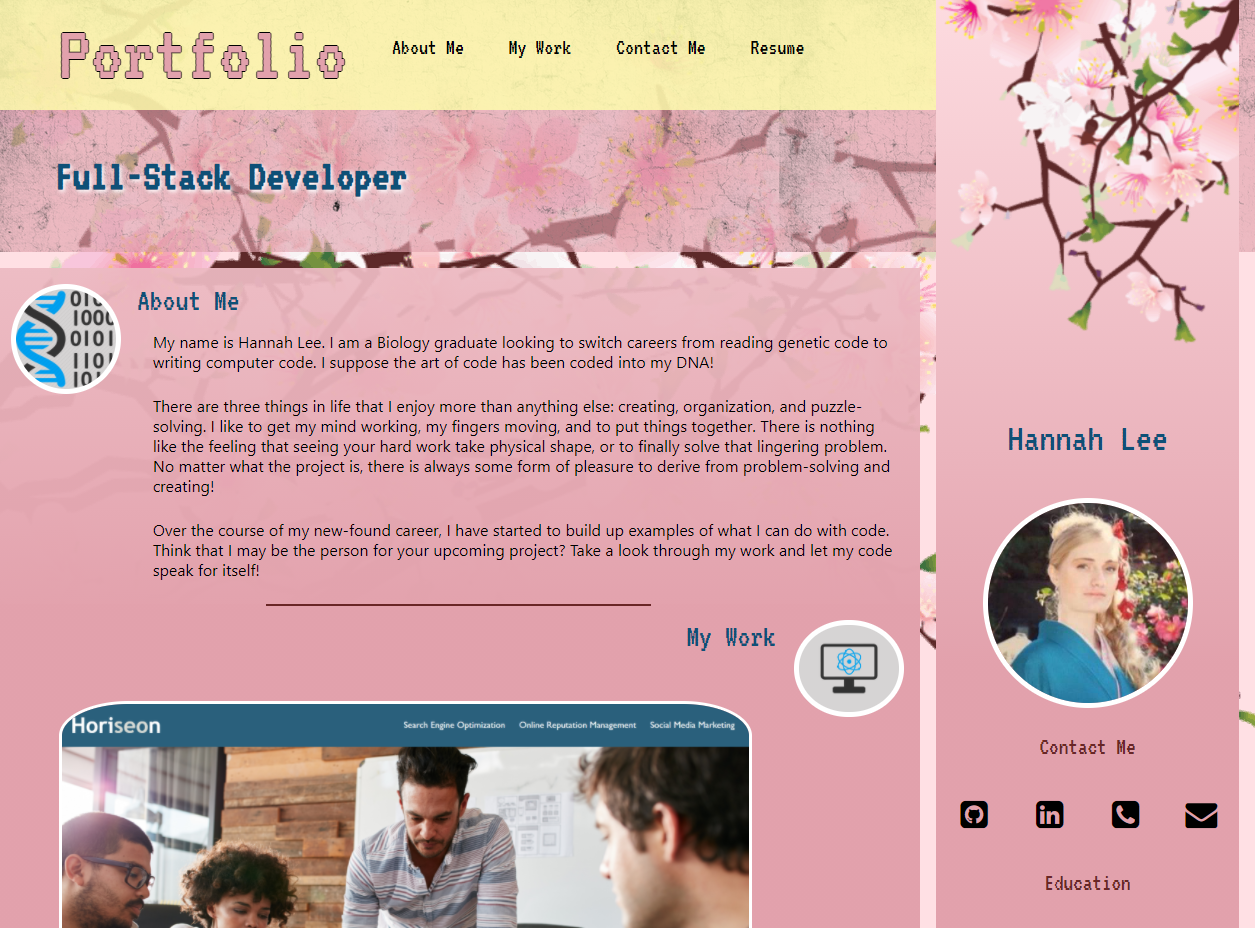 Portfolio
About Me
My Work
Contact Me
Resume
Full-Stack Developer
About Me
My name is Hannah Lee. I am a Biology graduate looking to switch careers from reading genetic code to
writing computer code. I suppose the art of code has been coded into my DNA!
There are three things in life that I enjoy more than anything else: creating, organization, and puzzle-
solving. I like to get my mind working, my fingers moving, and to put things together. There is nothing
like the feeling that seeing your hard work take physical shape, or to finally solve that lingering problem.
No matter what the project is, there is always some form of pleasure to derive from problem-solving and
creating!
Over the course of my new-found career, I have started to build up examples of what I can do with code.
Think that I may be the person for your upcoming project? Take a look through my work and let my code
speak for itself!
My Work
Horiseon
Search Engine Optimization
Online Reputation Management
Social Media Marketing
Hannah Lee
Contact Me
in
Education